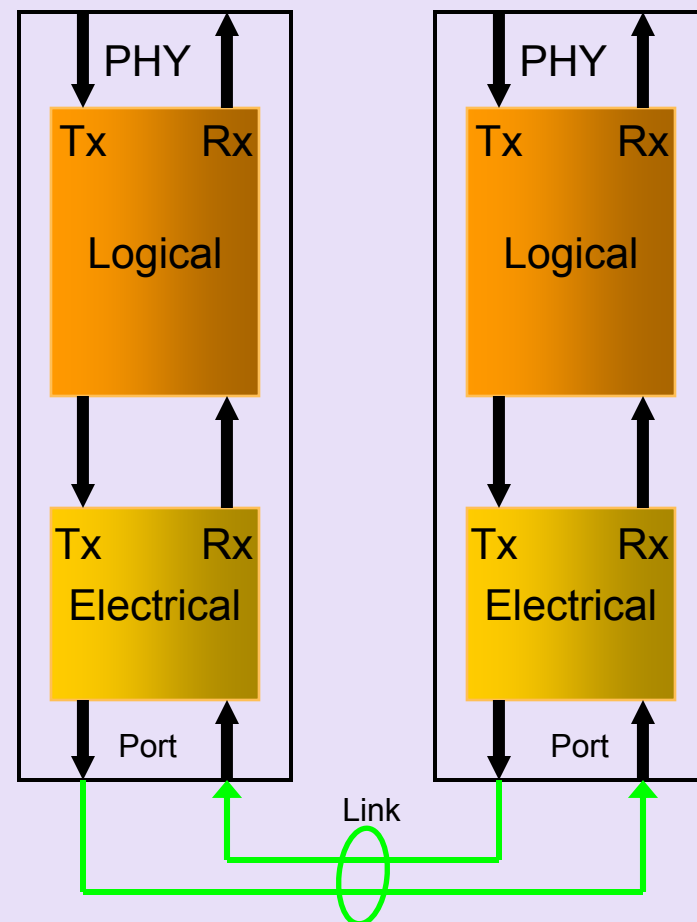 PHY
Tx Rx
Logical
Tx Rx
Electrical
Port
PHY
Tx Rx
Logical
Tx Rx
Electrical
Port
Link